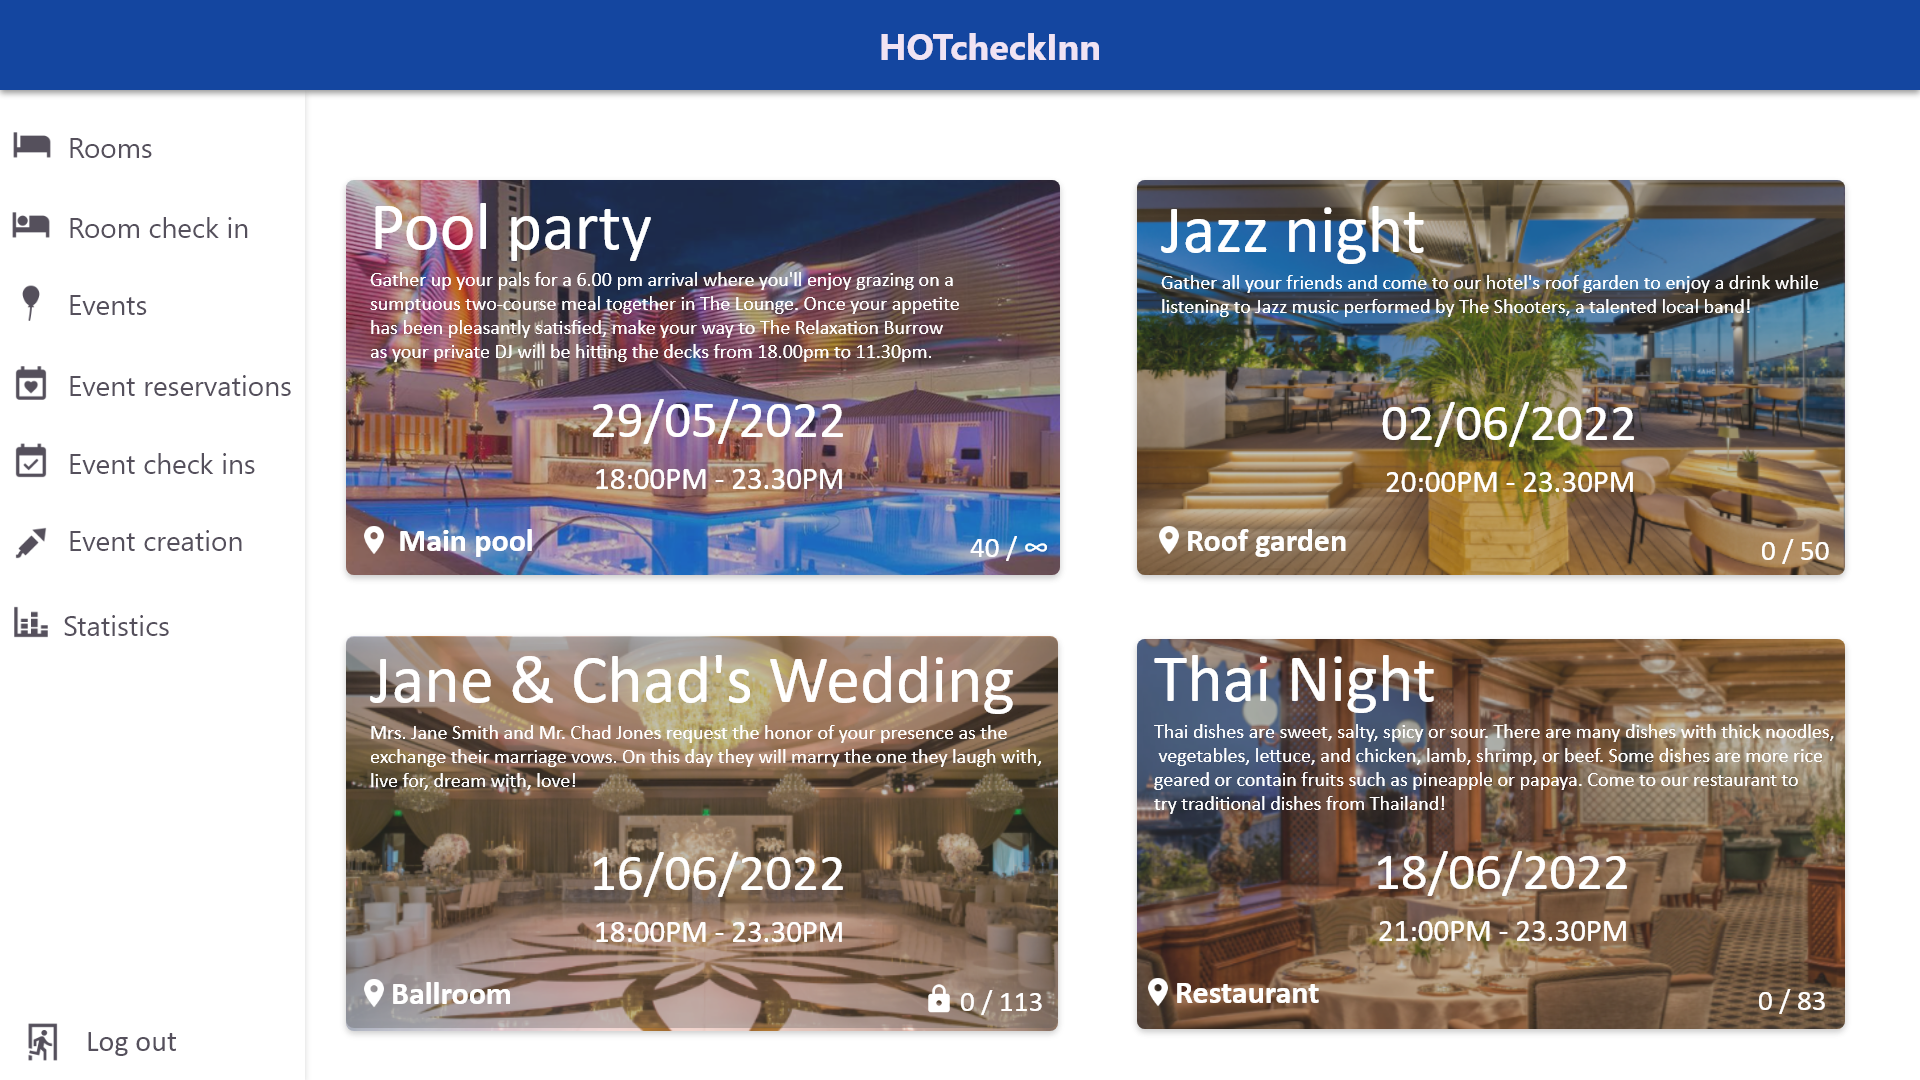 HOTcheckInn
Rooms
Room check in
Events
Event reservations
Event check ins
Event creation
Statistics
Log out
Pool party
Gather up your pals for a 6.00 pm arrival where you'll enjoy grazing on a
sumptuous two-course meal together in The Lounge. Once your appetite
has been pleasantly satisfied, make your way to The Relaxation Burrow
as your private DJ will be hitting the decks from 18.00pm to 11.30pm.
29/05/2022
18:00PM - 23.30PM
Main pool
40 / ∞
Jazz night
Gather all your friends and come to our hotel's roof garden to enjoy a drink while
listening to Jazz music performed by The Shooters, a talented local band!
02/06/2022
20:00PM - 23.30PM
Roof garden
0 / 50
Jane & Chad's Wedding
Mrs. Jane Smith and Mr. Chad Jones request the honor of your presence as the
exchange their marriage vows. On this day they will marry the one they laugh with,
live for, dream with, love!
16/06/2022
18:00PM - 23.30PM
Ballroom
0 / 113
Thai Night
Thai dishes are sweet, salty, spicy or sour. There are many dishes with thick noodles,
vegetables, lettuce, and chicken, lamb, shrimp, or beef. Some dishes are more rice
geared or contain fruits such as pineapple or papaya. Come to our restaurant to
try traditional dishes from Thailand!
18/06/2022
21:00PM - 23.30PM
Restaurant
0 / 83